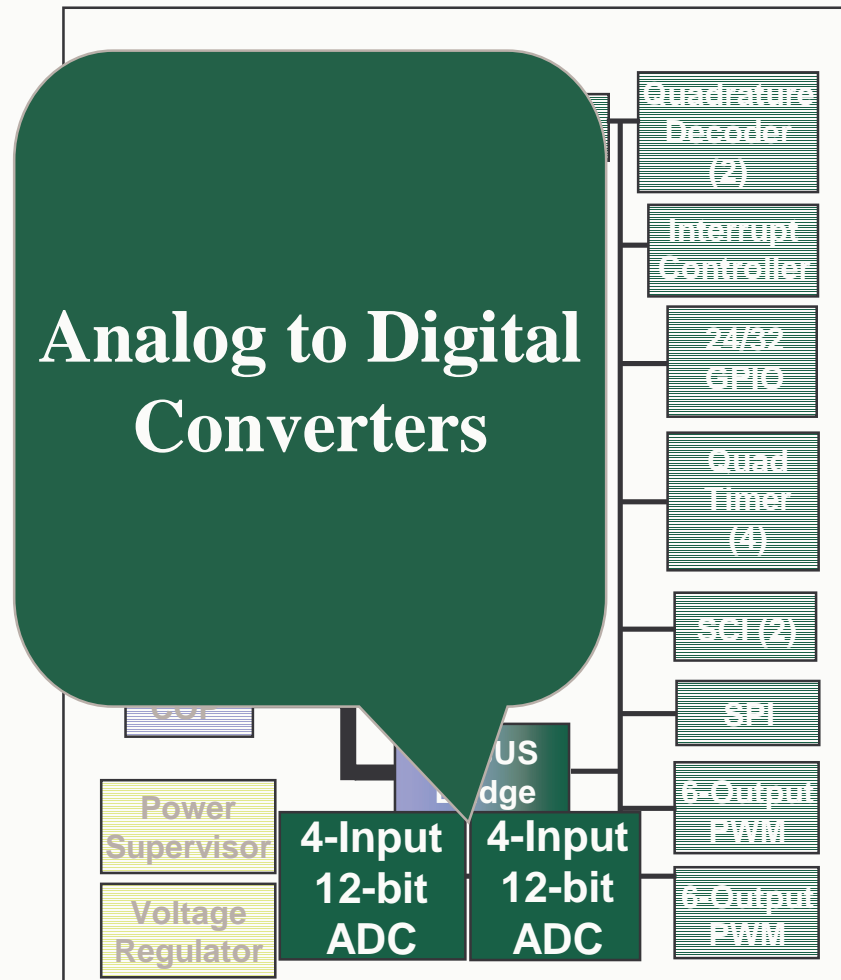 Analog to Digital
Converters
Quadrature
Decoder
(2)
Interrupt
Controller
24/32
GPIO
Quad
Timer
(4)
SCI (2)
SPI
6-Output
PWM
6-Output
PWM
COP
Power
Supervisor
Voltage
Regulator
4-Input
12-bit
ADC
4-Input
12-bit
ADC